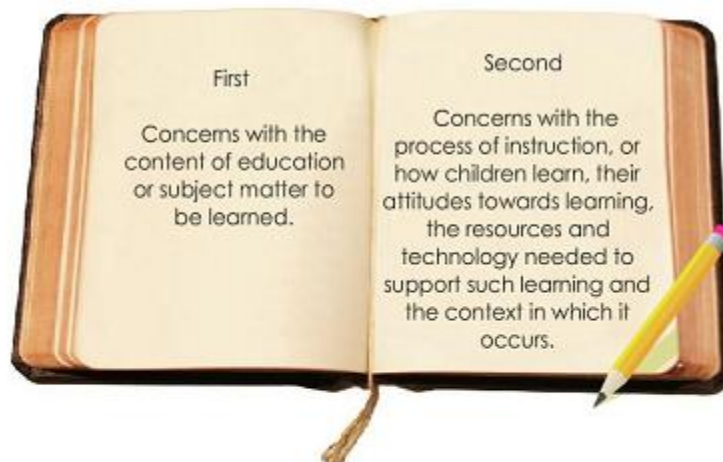 First
Concerns with the
content of education
or subject matter to
be learned.
Second
Concerns with the
process of instruction, or
how children learn, their
attitudes towards learning,
the resources and
technology needed to
support such learning and
the context in which it
occurs.